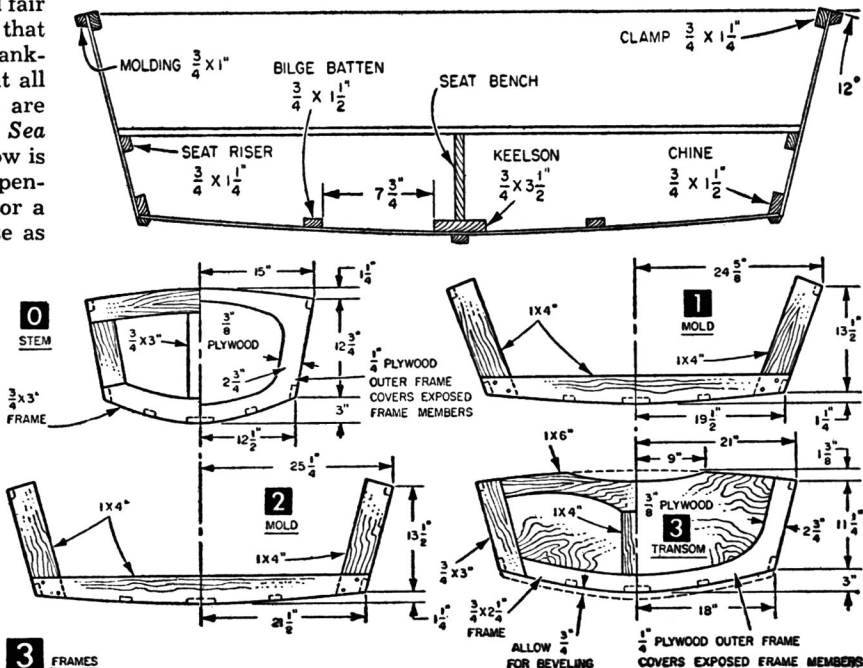 d fair
that
ank-
t all
are
Sea
w is
pen-
or a
e as
MOLDING 3/4 X 1"
BILGE BATTEN
3/4 X 1 1/2"
SEAT BENCH
CLAMP 3/4 X 1 1/4"
12°
SEAT RISER
3/4 X 1 1/4"
7 3/4"
KEELSON
3/4 X 3 1/2"
CHINE
3/4 X 1 1/2"
0
STEM
15"
1 1/4"
3/4 X 3"
3/8"
PLYWOOD
2 3/4"
12 3/4"
3"
12 1/2"
3/4 X 3"
FRAME
1/4" PLYWOOD
OUTER FRAME
COVERS EXPOSED
FRAME MEMBERS
1
MOLD
24 5/8"
1X4"
1X4"
13 1/2"
19 1/2"
1 1/4"
2
MOLD
25 1/4"
1X4"
1X4"
13 1/2"
21 1/2"
1 1/4"
21"
9"
1 3/8"
1X6"
1X4"
3/8"
PLYWOOD
3
TRANSOM
2 3/4"
11 1/4"
3"
18"
3/4 X 3"
3/4 X 2 1/4"
FRAME
ALLOW 3/4"
FOR BEVELING
1/4" PLYWOOD OUTER FRAME
COVERS EXPOSED FRAME MEMBERS
3 FRAMES